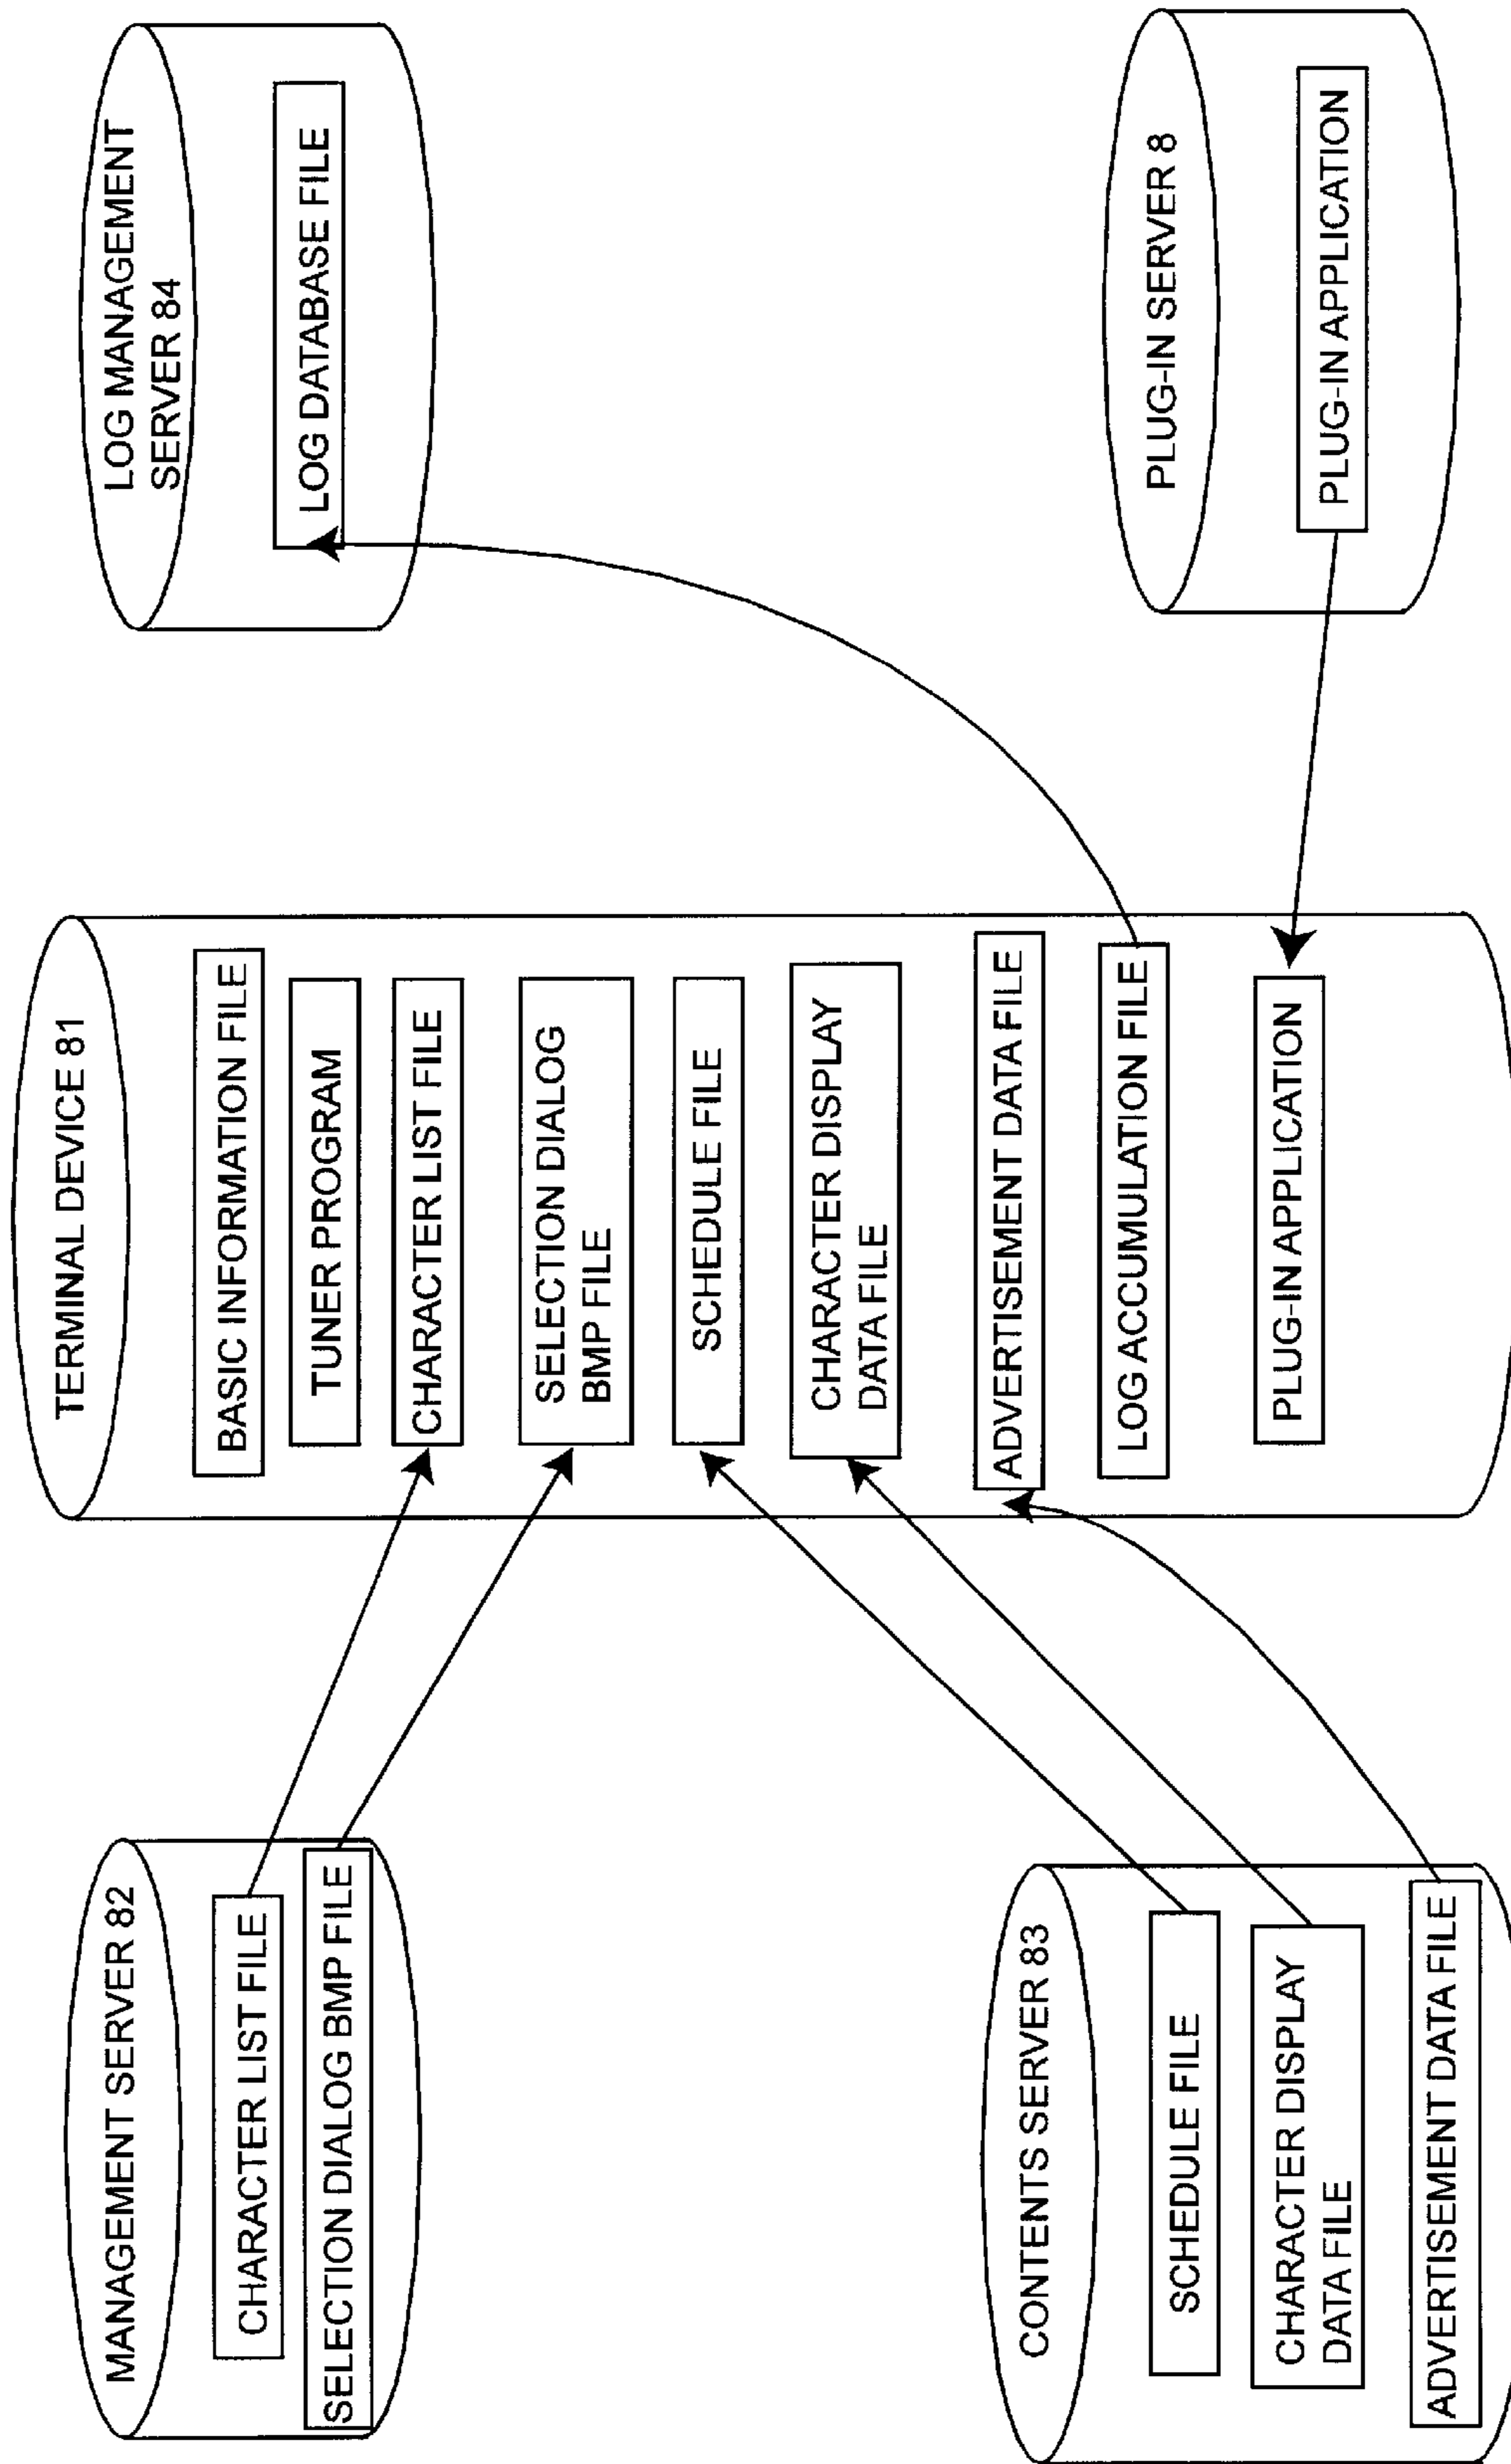 MANAGEMENT SERVER 82
CHARACTER LIST FILE
SELECTION DIALOG BMP FILE
CONTENTS SERVER 83
SCHEDULE FILE
CHARACTER DISPLAY
DATA FILE
ADVERTISEMENT DATA FILE
TERMINAL DEVICE 81
BASIC INFORMATION FILE
TUNER PROGRAM
CHARACTER LIST FILE
SELECTION DIALOG
BMP FILE
SCHEDULE FILE
CHARACTER DISPLAY
DATA FILE
ADVERTISEMENT DATA FILE
LOG ACCUMULATION FILE
PLUG-IN APPLICATION
LOG MANAGEMENT
SERVER 84
LOG DATABASE FILE
PLUG-IN SERVER 8
PLUG-IN APPLICATION